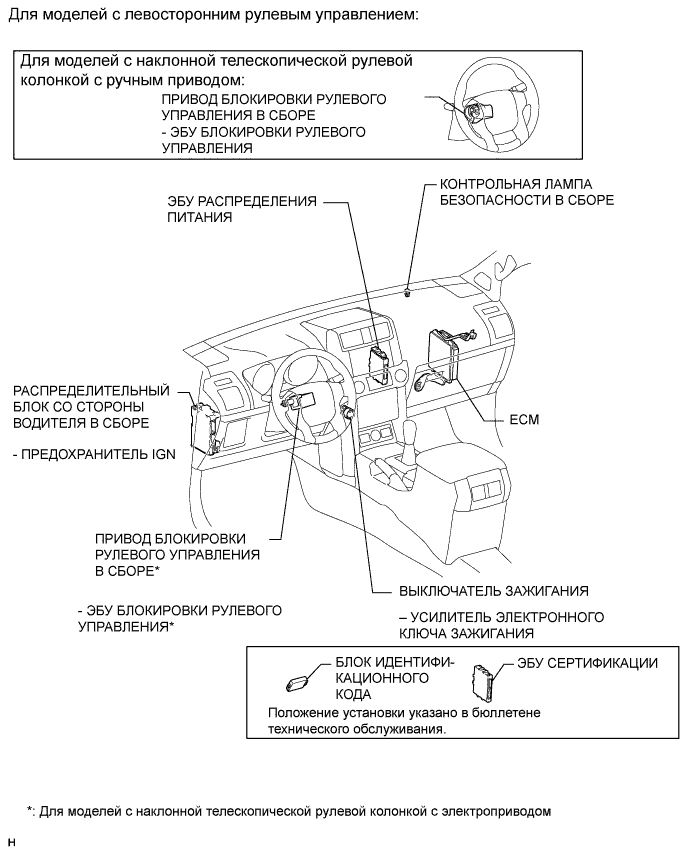 Для моделей с левосторонним рулевым управлением:
Для моделей с наклонной телескопической рулевой
колонкой с ручным приводом:
ПРИВОД БЛОКИРОВКИ РУЛЕВОГО
УПРАВЛЕНИЯ В СБОРЕ
- ЭБУ БЛОКИРОВКИ РУЛЕВОГО
УПРАВЛЕНИЯ
КОНТРОЛЬНАЯ ЛАМПА
БЕЗОПАСНОСТИ В СБОРЕ
ЭБУ РАСПРЕДЕЛЕНИЯ
ПИТАНИЯ
РАСПРЕДЕЛИТЕЛЬНЫЙ
БЛОК СО СТОРОНЫ
ВОДИТЕЛЯ В СБОРЕ
- ПРЕДОХРАНИТЕЛЬ IGN
ECM
ПРИВОД БЛОКИРОВКИ
РУЛЕВОГО УПРАВЛЕНИЯ
В СБОРЕ*
- ЭБУ БЛОКИРОВКИ РУЛЕВОГО
УПРАВЛЕНИЯ*
ВЫКЛЮЧАТЕЛЬ ЗАЖИГАНИЯ
– УСИЛИТЕЛЬ ЭЛЕКТРОННОГО
КЛЮЧА ЗАЖИГАНИЯ
БЛОК ИДЕНТИФИ-
КАЦИОННОГО
КОДА
ЭБУ СЕРТИФИКАЦИИ
Положение установки указано в бюллетене
технического обслуживания.
*: Для моделей с наклонной телескопической рулевой колонкой с электроприводом
H